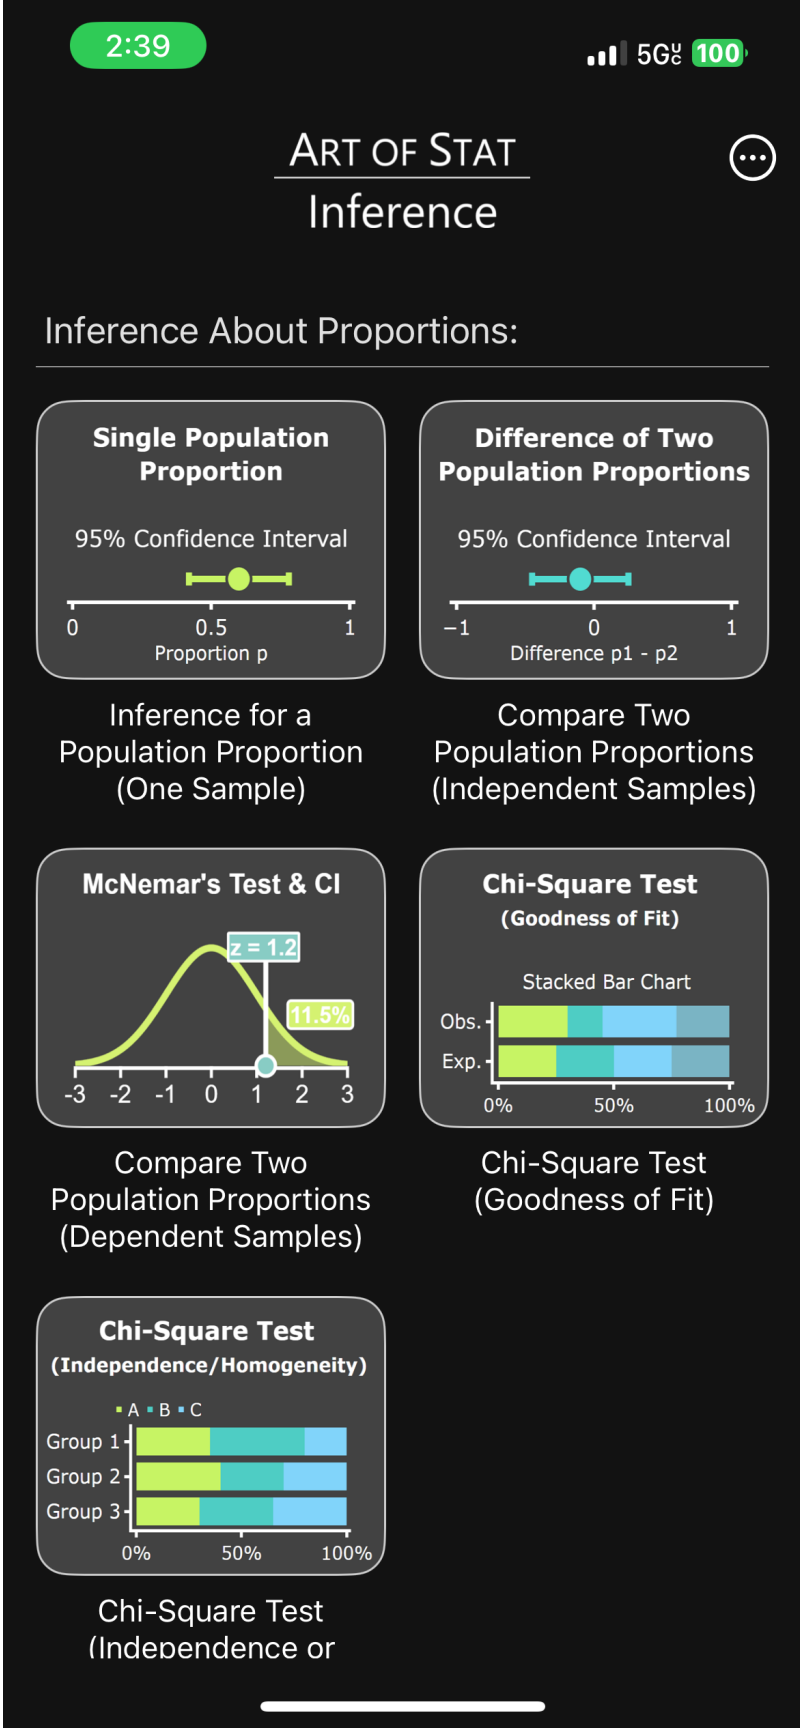 2:39
5GUC 100
ART OF STAT
Inference
Inference About Proportions:
Single Population
Proportion
95% Confidence Interval
0 0.5 1
Proportion p
Inference for a
Population Proportion
(One Sample)
Difference of Two
Population Proportions
95% Confidence Interval
−1 0 1
Difference p1 - p2
Compare Two
Population Proportions
(Independent Samples)
McNemar's Test & CI
z = 1.2
11.5%
-3 -2 -1 0 1 2 3
Compare Two
Population Proportions
(Dependent Samples)
Chi-Square Test
(Goodness of Fit)
Stacked Bar Chart
Obs.
Exp.
0% 50% 100%
Chi-Square Test
(Goodness of Fit)
Chi-Square Test
(Independence/Homogeneity)
A B C
Group 1
Group 2
Group 3
0% 50% 100%
Chi-Square Test
(Independence or